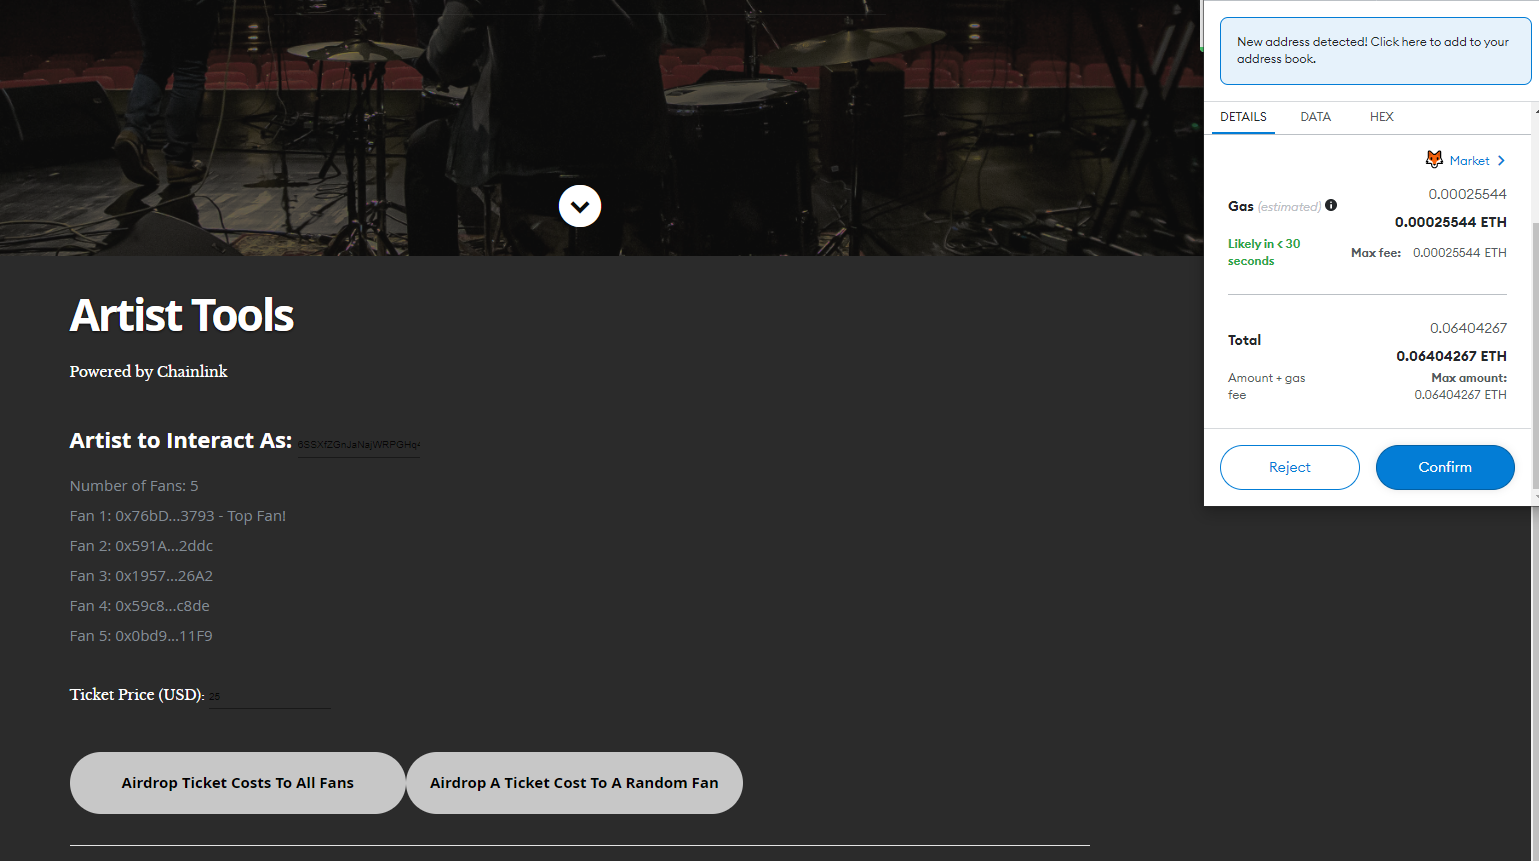 Artist Tools
Powered by Chainlink
Artist to Interact As:
Number of Fans: 5
Fan 1: 0x76bD...3793 - Top Fan!
Fan 2: 0x591A...2ddc
Fan 3: 0x1957...26A2
Fan 4: 0x59c8...c8de
Fan 5: 0x0bd9...11F9
Ticket Price (USD): 25
Airdrop Ticket Costs To All Fans
Airdrop A Ticket Cost To A Random Fan
New address detected! Click here to add to your
address book.
DETAILS DATA HEX
Market
0.00025544
Gas (estimated) 0.00025544 ETH
Likely in < 30
seconds
Max fee: 0.00025544 ETH
0.06404267
Total
0.06404267 ETH
Amount + gas
fee
Max amount:
0.06404267 ETH
Reject Confirm